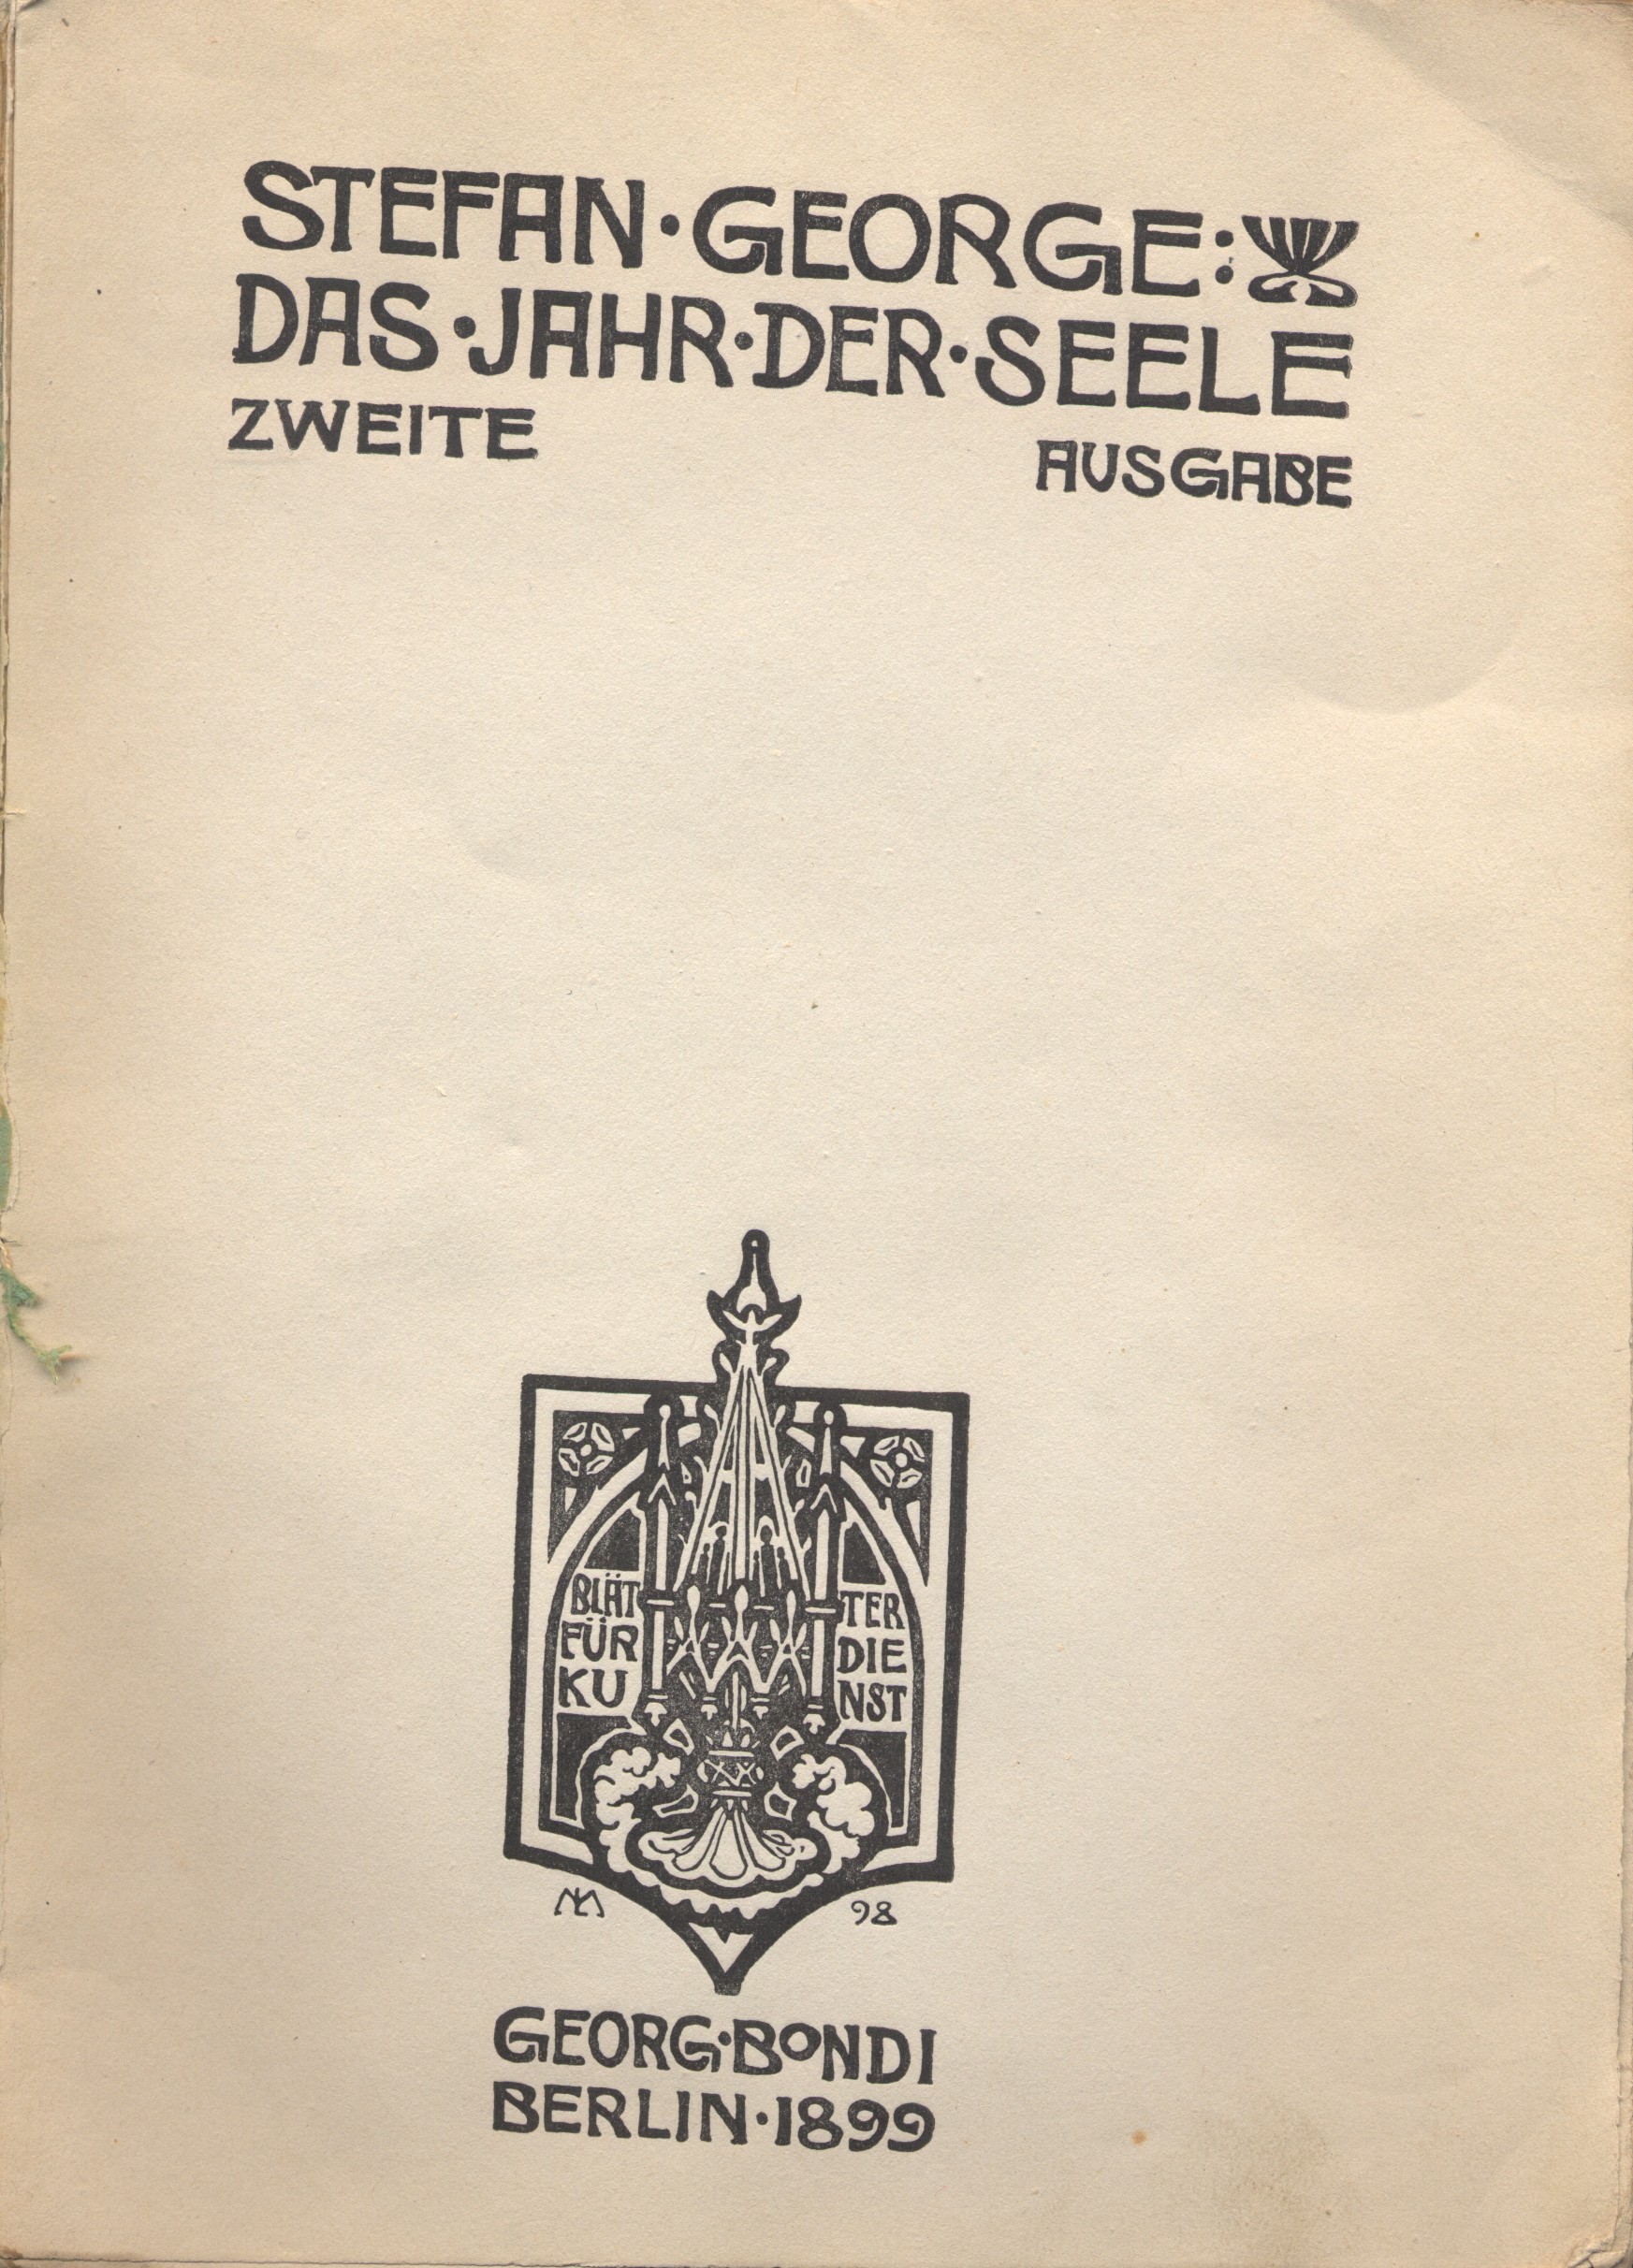 STEFAN·GEORGE:
DAS·JAHR·DER·SEELE
ZWEITE AUSGABE
BLÄT TER
FÜR DIE
KU NST
ML 98
GEORG·BONDI
BERLIN·1899